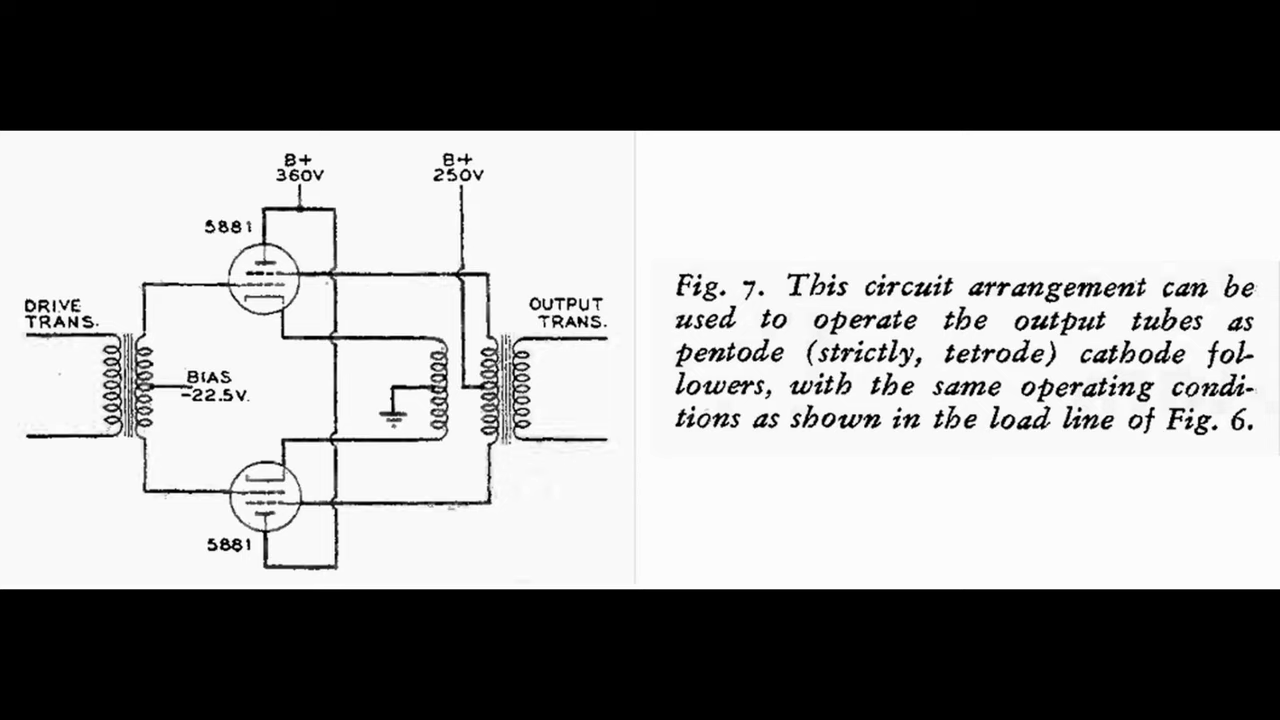 B+
360V
B+
250V
5881
DRIVE
TRANS.
OUTPUT
TRANS.
BIAS
-22.5V.
5881
Fig. 7. This circuit arrangement can be
used to operate the output tubes as
pentode (strictly, tetrode) cathode fol-
lowers, with the same operating condi-
tions as shown in the load line of Fig. 6.